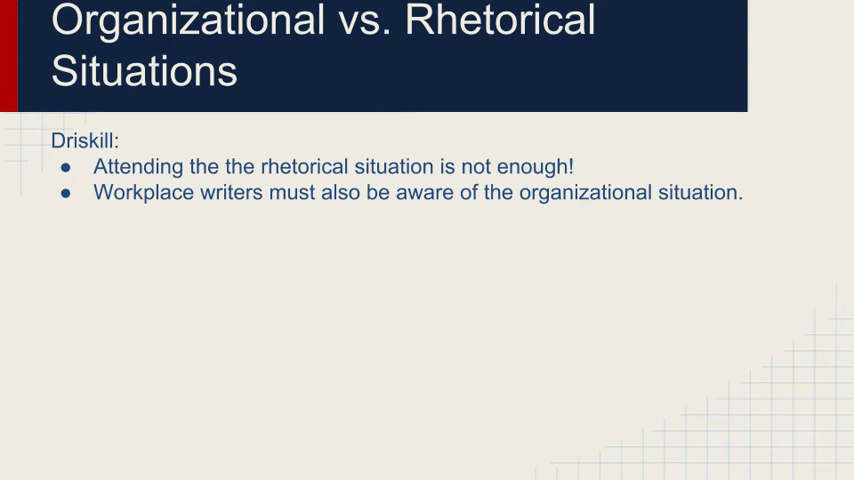 Organizational vs. Rhetorical
Situations
Driskill:
● Attending the the rhetorical situation is not enough!
● Workplace writers must also be aware of the organizational situation.